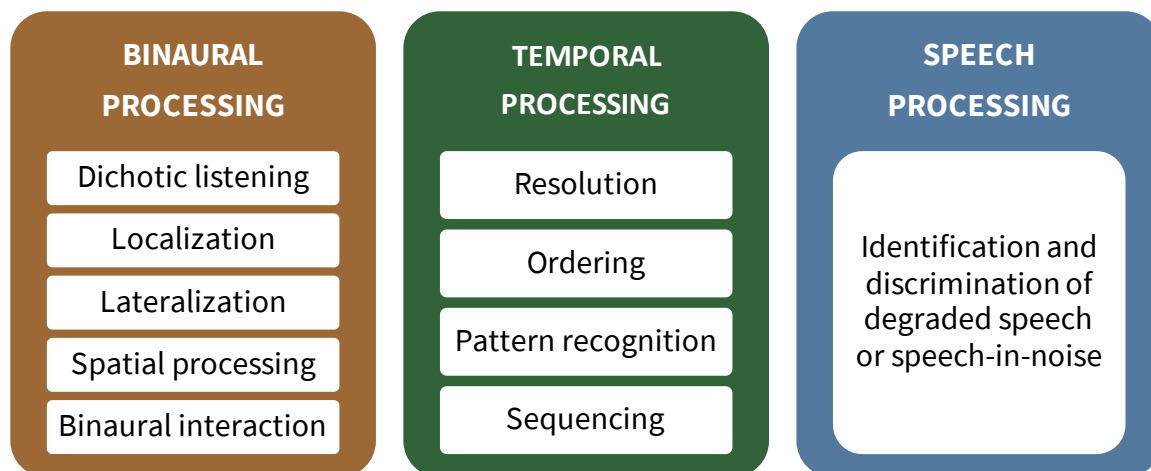 BINAURAL
PROCESSING
Dichotic listening
Localization
Lateralization
Spatial processing
Binaural interaction
TEMPORAL
PROCESSING
Resolution
Ordering
Pattern recognition
Sequencing
SPEECH
PROCESSING
Identification and
discrimination of
degraded speech
or speech-in-noise